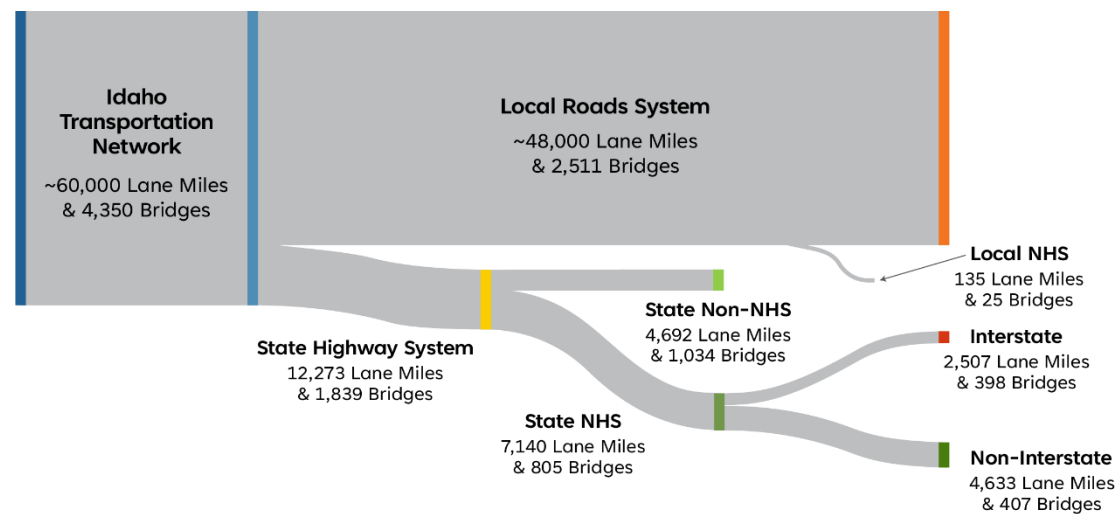 Idaho
Transportation
Network
~60,000 Lane Miles
& 4,350 Bridges
Local Roads System
~48,000 Lane Miles
& 2,511 Bridges
Local NHS
135 Lane Miles
& 25 Bridges
State Non-NHS
4,692 Lane Miles
& 1,034 Bridges
Interstate
2,507 Lane Miles
& 398 Bridges
State Highway System
12,273 Lane Miles
& 1,839 Bridges
State NHS
7,140 Lane Miles
& 805 Bridges
Non-Interstate
4,633 Lane Miles
& 407 Bridges